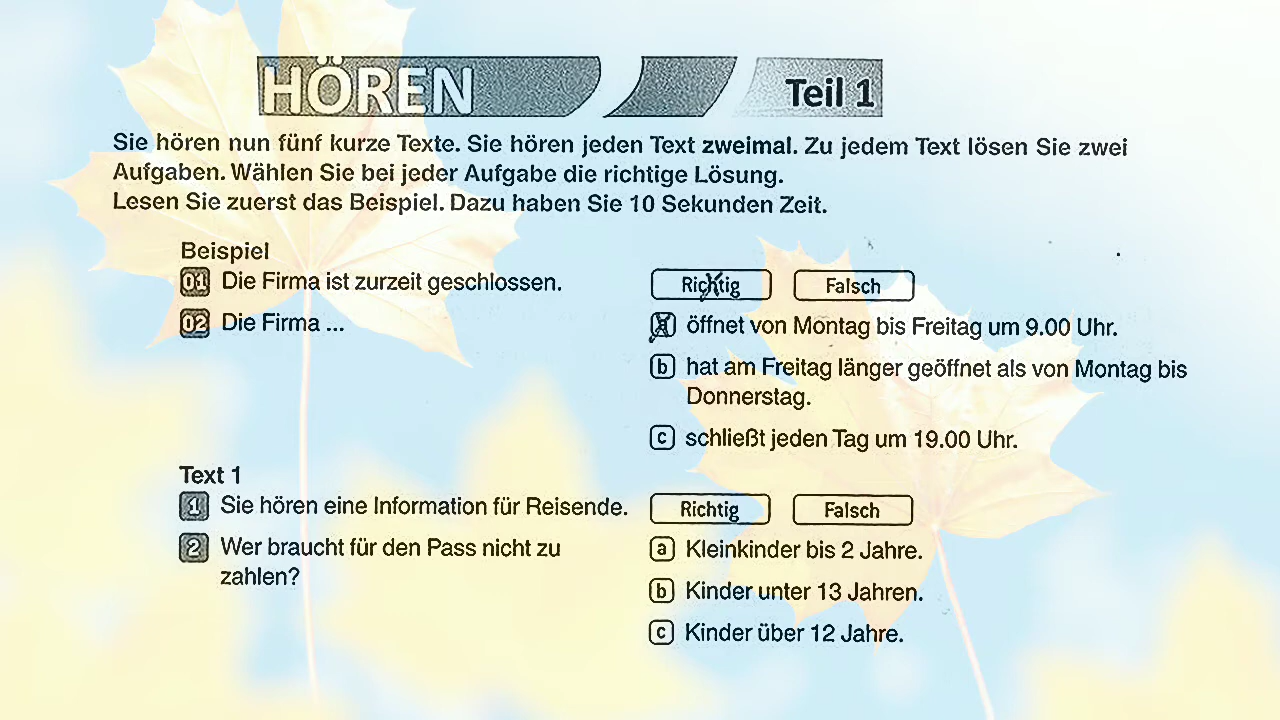 HÖREN Teil 1
Sie hören nun fünf kurze Texte. Sie hören jeden Text zweimal. Zu jedem Text lösen Sie zwei
Aufgaben. Wählen Sie bei jeder Aufgabe die richtige Lösung.
Lesen Sie zuerst das Beispiel. Dazu haben Sie 10 Sekunden Zeit.
Beispiel
01 Die Firma ist zurzeit geschlossen. Richtig Falsch
02 Die Firma ... a öffnet von Montag bis Freitag um 9.00 Uhr.
b hat am Freitag länger geöffnet als von Montag bis
Donnerstag.
c schließt jeden Tag um 19.00 Uhr.
Text 1
1 Sie hören eine Information für Reisende. Richtig Falsch
2 Wer braucht für den Pass nicht zu a Kleinkinder bis 2 Jahre.
zahlen?
b Kinder unter 13 Jahren.
c Kinder über 12 Jahre.